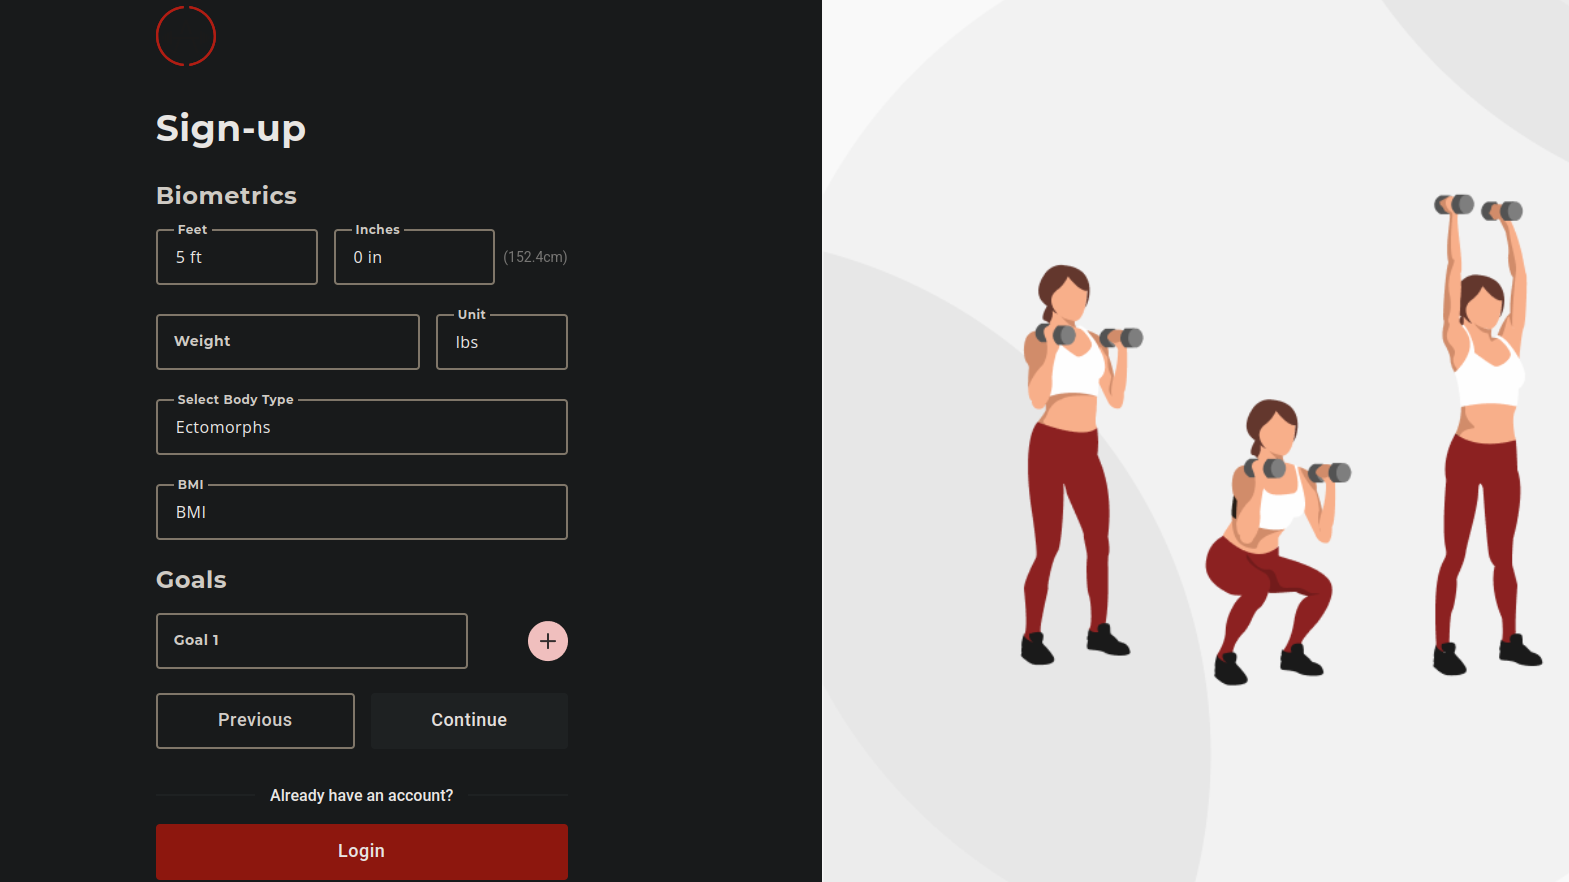 Sign-up
Biometrics
Feet
5 ft
Inches
0 in
(152.4cm)
Weight
Unit
lbs
Select Body Type
Ectomorphs
BMI
BMI
Goals
Goal 1
Previous
Continue
Already have an account?
Login